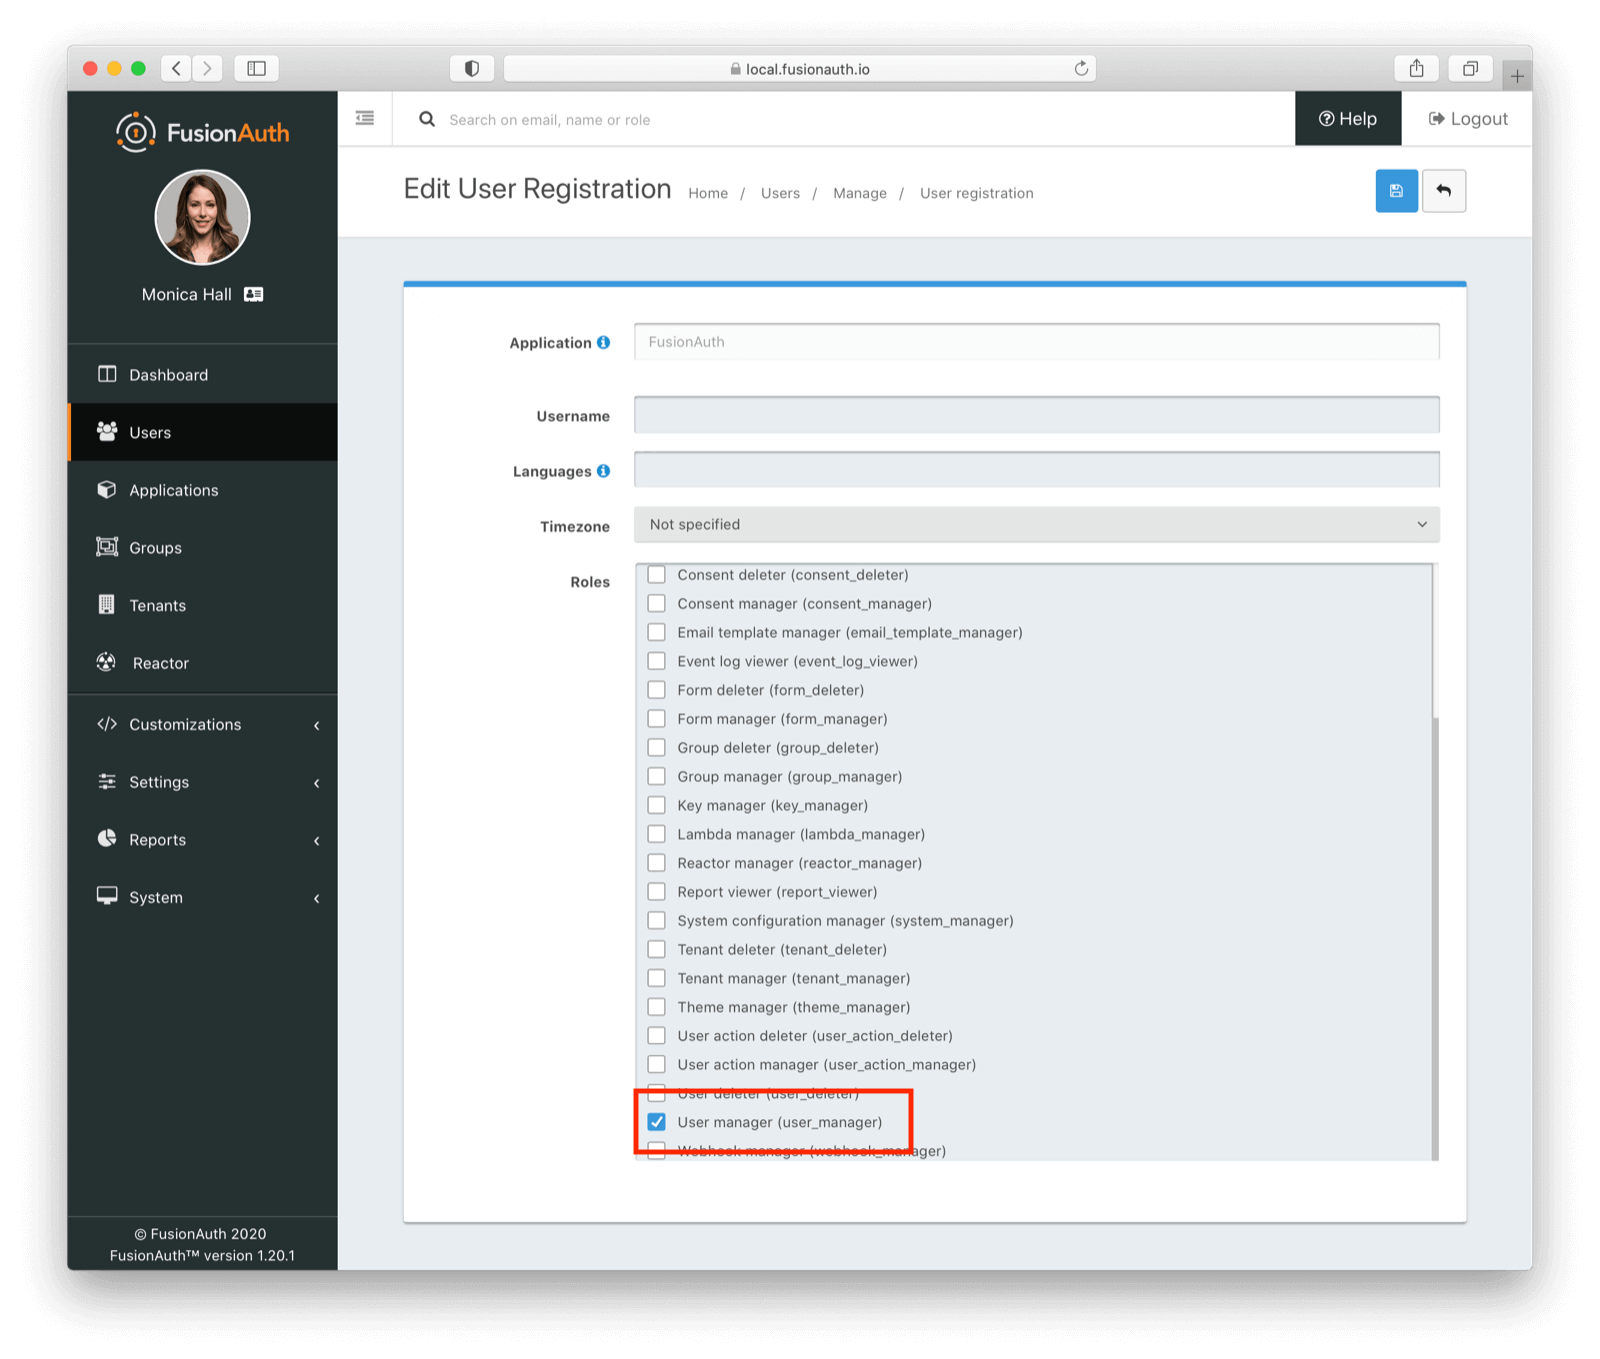 local.fusionauth.io
FusionAuth
Search on email, name or role
Help
Logout
Monica Hall
Edit User Registration
Home / Users / Manage / User registration
Dashboard
Users
Applications
Groups
Tenants
Reactor
Customizations
Settings
Reports
System
© FusionAuth 2020
FusionAuth™ version 1.20.1
Application FusionAuth
Username
Languages
Timezone Not specified
Roles
Consent deleter (consent_deleter)
Consent manager (consent_manager)
Email template manager (email_template_manager)
Event log viewer (event_log_viewer)
Form deleter (form_deleter)
Form manager (form_manager)
Group deleter (group_deleter)
Group manager (group_manager)
Key manager (key_manager)
Lambda manager (lambda_manager)
Reactor manager (reactor_manager)
Report viewer (report_viewer)
System configuration manager (system_manager)
Tenant deleter (tenant_deleter)
Tenant manager (tenant_manager)
Theme manager (theme_manager)
User action deleter (user_action_deleter)
User action manager (user_action_manager)
User deleter (user_deleter)
User manager (user_manager)
Webhook manager (webhook_manager)